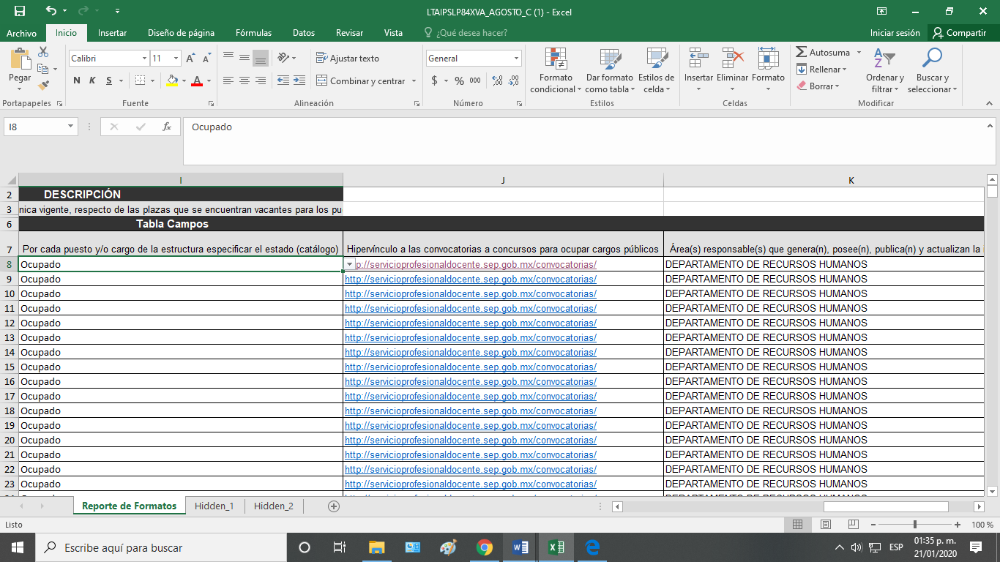 LTAIPSLP84XVA_AGOSTO_C (1) - Excel
Archivo Inicio Insertar Diseño de página Fórmulas Datos Revisar Vista ¿Qué desea hacer? Iniciar sesión Compartir
Pegar
Portapapeles
Calibri 11
N K S
Fuente
Ajustar texto
Combinar y centrar
Alineación
General
$ % 000
Número
Formato condicional
Dar formato como tabla
Estilos de celda
Estilos
Insertar Eliminar Formato
Celdas
Autosuma
Rellenar
Borrar
Ordenar y filtrar
Buscar y seleccionar
Modificar
I8 fx Ocupado
I J K
2 DESCRIPCIÓN
3 nica vigente, respecto de las plazas que se encuentran vacantes para los pu
6 Tabla Campos
7 Por cada puesto y/o cargo de la estructura especificar el estado (catálogo) Hipervínculo a las convocatorias a concursos para ocupar cargos públicos Área(s) responsable(s) que genera(n), posee(n), publica(n) y actualizan la
8 Ocupado p://servicioprofesionaldocente.sep.gob.mx/convocatorias/ DEPARTAMENTO DE RECURSOS HUMANOS
9 Ocupado http://servicioprofesionaldocente.sep.gob.mx/convocatorias/ DEPARTAMENTO DE RECURSOS HUMANOS
10 Ocupado http://servicioprofesionaldocente.sep.gob.mx/convocatorias/ DEPARTAMENTO DE RECURSOS HUMANOS
11 Ocupado http://servicioprofesionaldocente.sep.gob.mx/convocatorias/ DEPARTAMENTO DE RECURSOS HUMANOS
12 Ocupado http://servicioprofesionaldocente.sep.gob.mx/convocatorias/ DEPARTAMENTO DE RECURSOS HUMANOS
13 Ocupado http://servicioprofesionaldocente.sep.gob.mx/convocatorias/ DEPARTAMENTO DE RECURSOS HUMANOS
14 Ocupado http://servicioprofesionaldocente.sep.gob.mx/convocatorias/ DEPARTAMENTO DE RECURSOS HUMANOS
15 Ocupado http://servicioprofesionaldocente.sep.gob.mx/convocatorias/ DEPARTAMENTO DE RECURSOS HUMANOS
16 Ocupado http://servicioprofesionaldocente.sep.gob.mx/convocatorias/ DEPARTAMENTO DE RECURSOS HUMANOS
17 Ocupado http://servicioprofesionaldocente.sep.gob.mx/convocatorias/ DEPARTAMENTO DE RECURSOS HUMANOS
18 Ocupado http://servicioprofesionaldocente.sep.gob.mx/convocatorias/ DEPARTAMENTO DE RECURSOS HUMANOS
19 Ocupado http://servicioprofesionaldocente.sep.gob.mx/convocatorias/ DEPARTAMENTO DE RECURSOS HUMANOS
20 Ocupado http://servicioprofesionaldocente.sep.gob.mx/convocatorias/ DEPARTAMENTO DE RECURSOS HUMANOS
21 Ocupado http://servicioprofesionaldocente.sep.gob.mx/convocatorias/ DEPARTAMENTO DE RECURSOS HUMANOS
22 Ocupado http://servicioprofesionaldocente.sep.gob.mx/convocatorias/ DEPARTAMENTO DE RECURSOS HUMANOS
23 Ocupado http://servicioprofesionaldocente.sep.gob.mx/convocatorias/ DEPARTAMENTO DE RECURSOS HUMANOS
Reporte de Formatos Hidden_1 Hidden_2
Listo 100 %
Escribe aquí para buscar
ESP
01:35 p. m.
21/01/2020